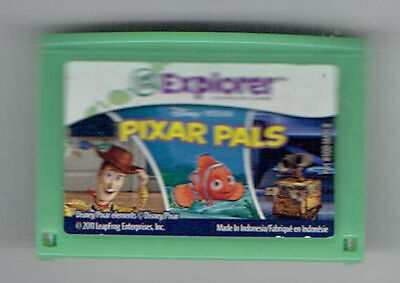 Explorer
DISNEY · PIXAR
PIXAR PALS
Disney/Pixar elements © Disney/Pixar
© 2011 LeapFrog Enterprises, Inc.
Made in Indonesia/Fabriqué en Indonésie